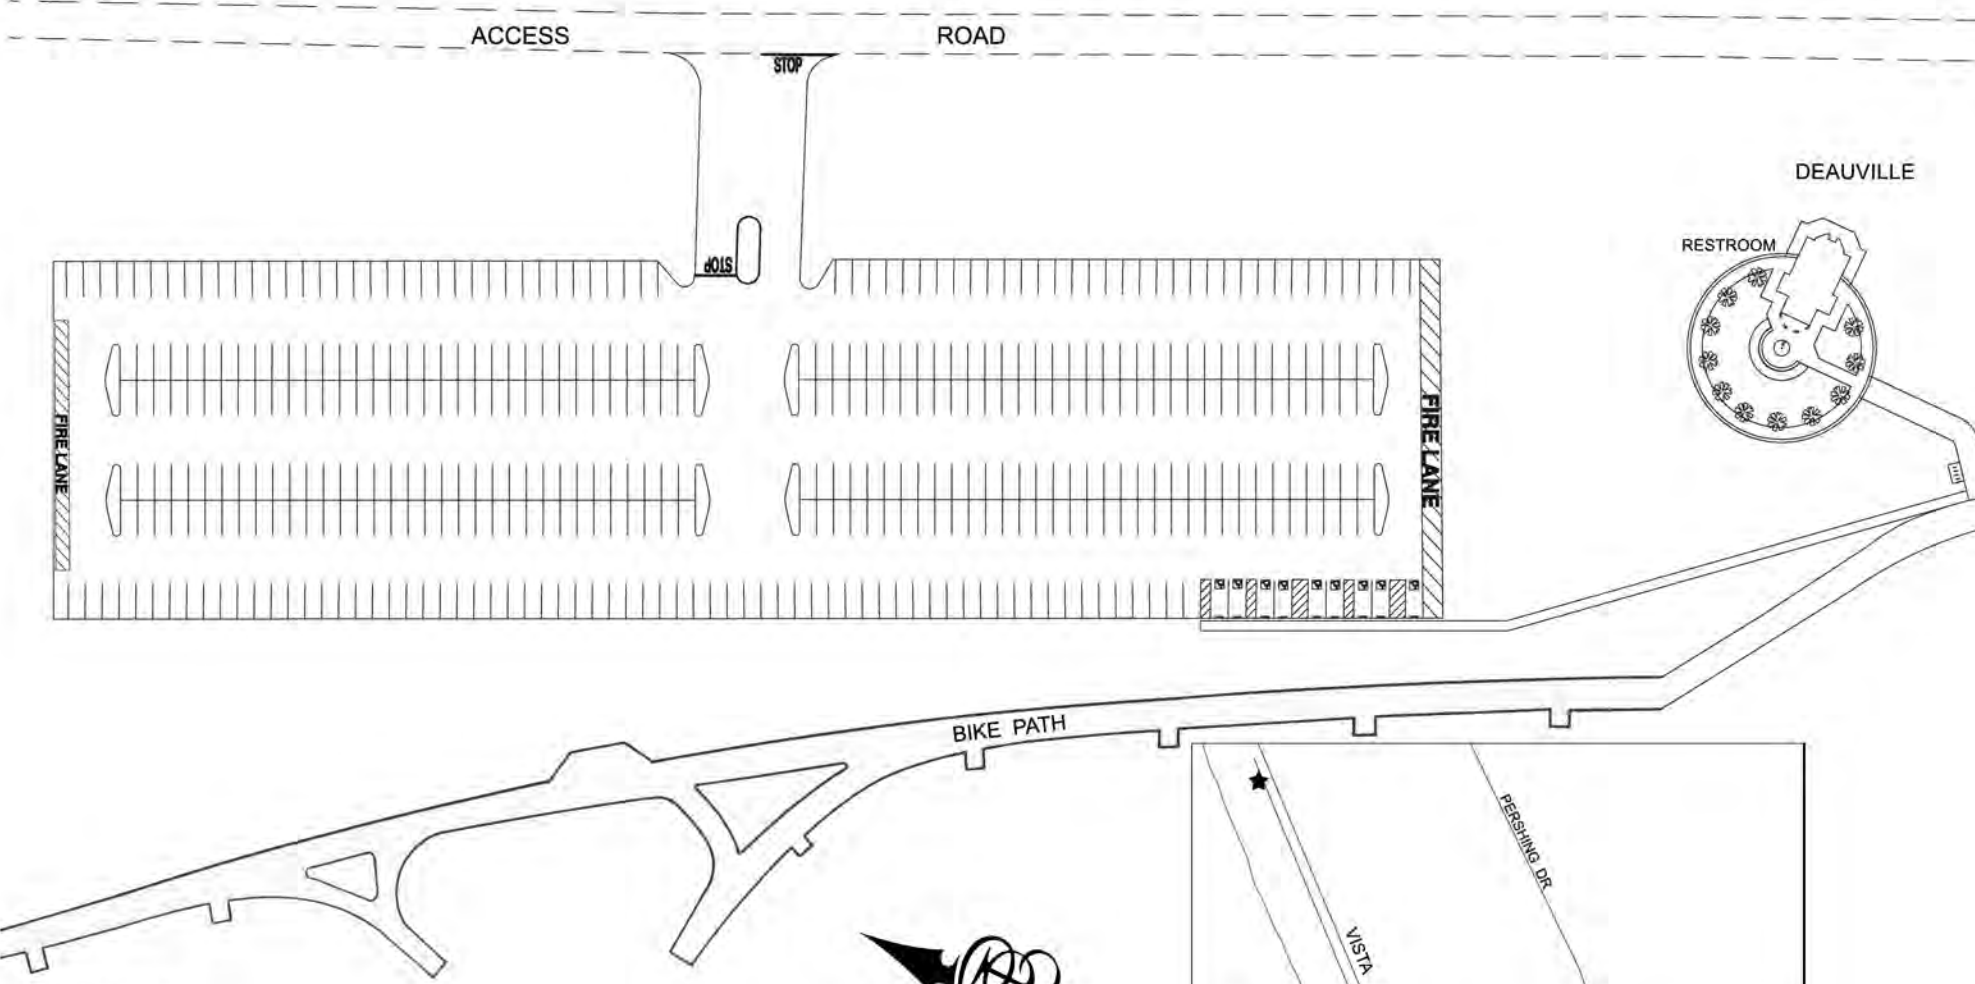 ACCESS ROAD
STOP
DEAUVILLE
RESTROOM
STOP
FIRE LANE
FIRE LANE
BIKE PATH
PERSHING DR
VISTA